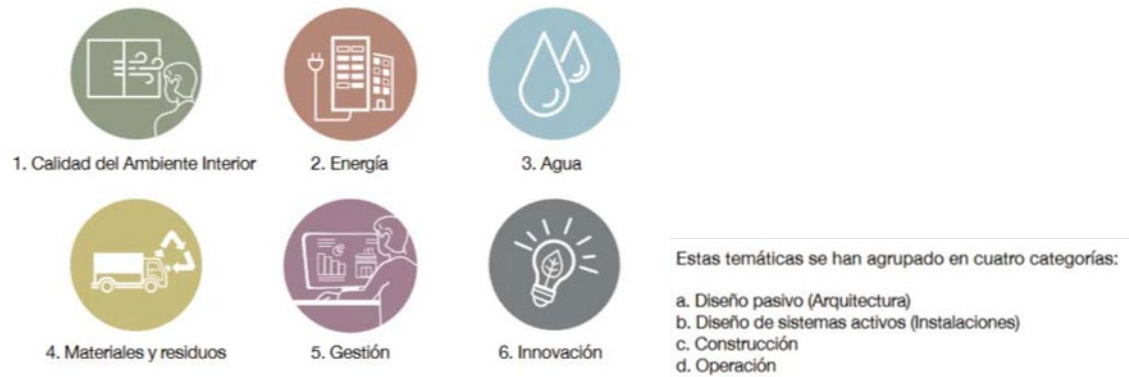 1. Calidad del Ambiente Interior
2. Energía
3. Agua
4. Materiales y residuos
5. Gestión
6. Innovación
Estas temáticas se han agrupado en cuatro categorías:
a. Diseño pasivo (Arquitectura)
b. Diseño de sistemas activos (Instalaciones)
c. Construcción
d. Operación